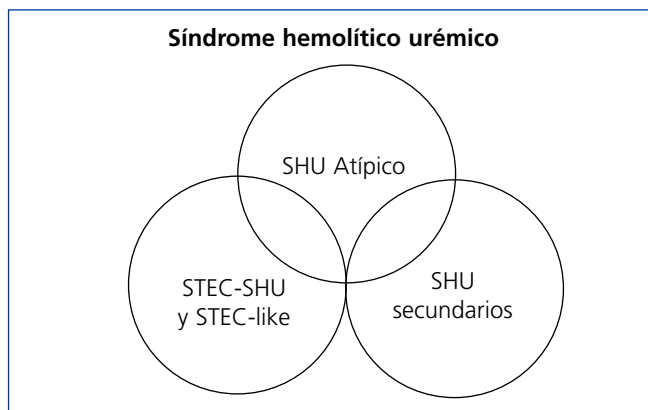 Síndrome hemolítico urémico
SHU Atípico
STEC-SHU
y STEC-like
SHU
secundarios